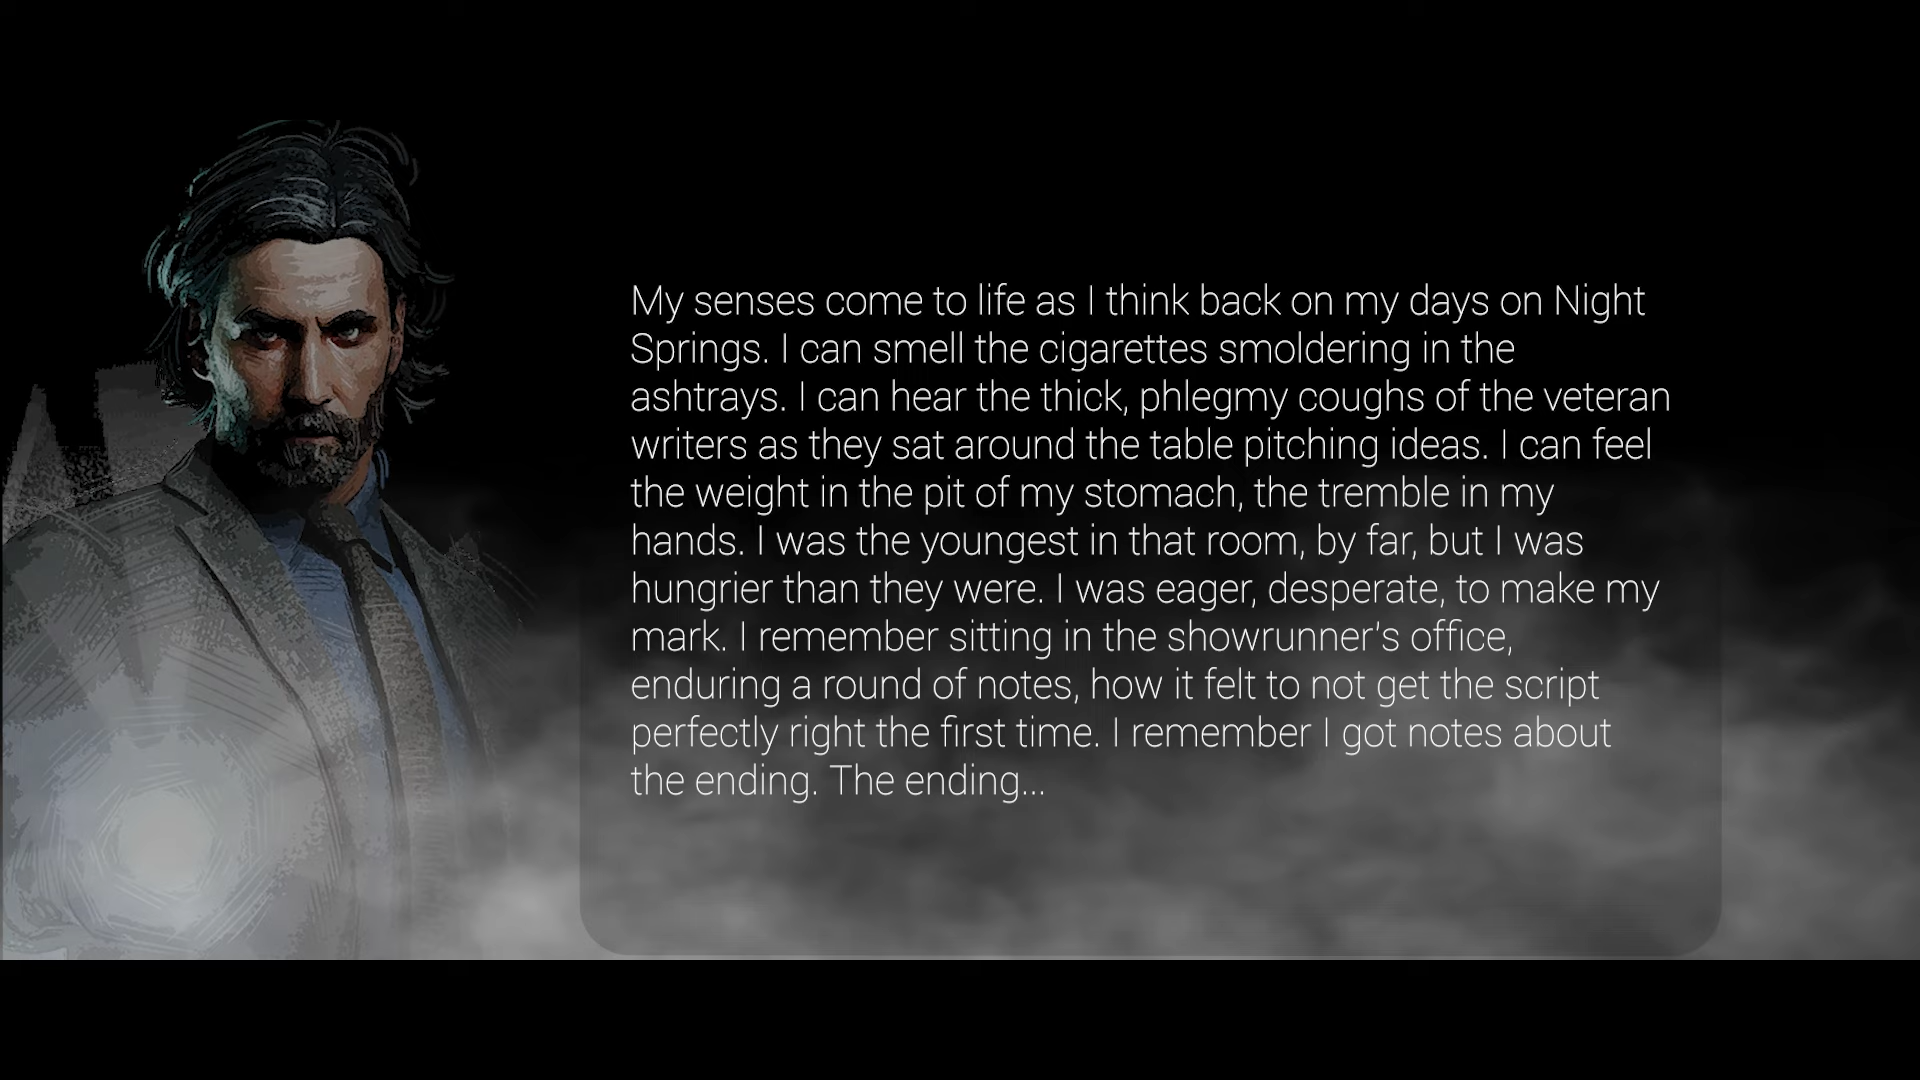 My senses come to life as I think back on my days on Night
Springs. I can smell the cigarettes smoldering in the
ashtrays. I can hear the thick, phlegmy coughs of the veteran
writers as they sat around the table pitching ideas. I can feel
the weight in the pit of my stomach, the tremble in my
hands. I was the youngest in that room, by far, but I was
hungrier than they were. I was eager, desperate, to make my
mark. I remember sitting in the showrunner's office,
enduring a round of notes, how it felt to not get the script
perfectly right the first time. I remember I got notes about
the ending. The ending...